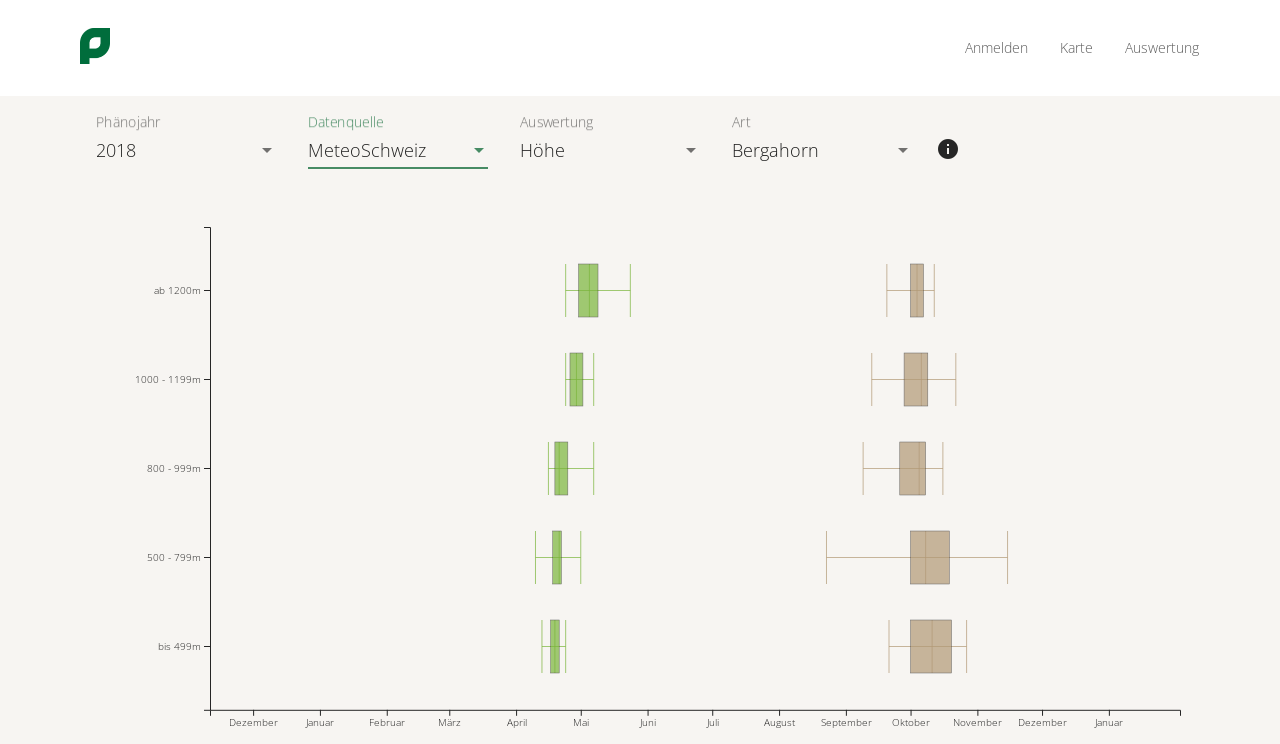 Anmelden Karte Auswertung
Phänojahr Datenquelle Auswertung Art
2018 MeteoSchweiz Höhe Bergahorn
ab 1200m
1000 - 1199m
800 - 999m
500 - 799m
bis 499m
Dezember Januar Februar März April Mai Juni Juli August September Oktober November Dezember Januar